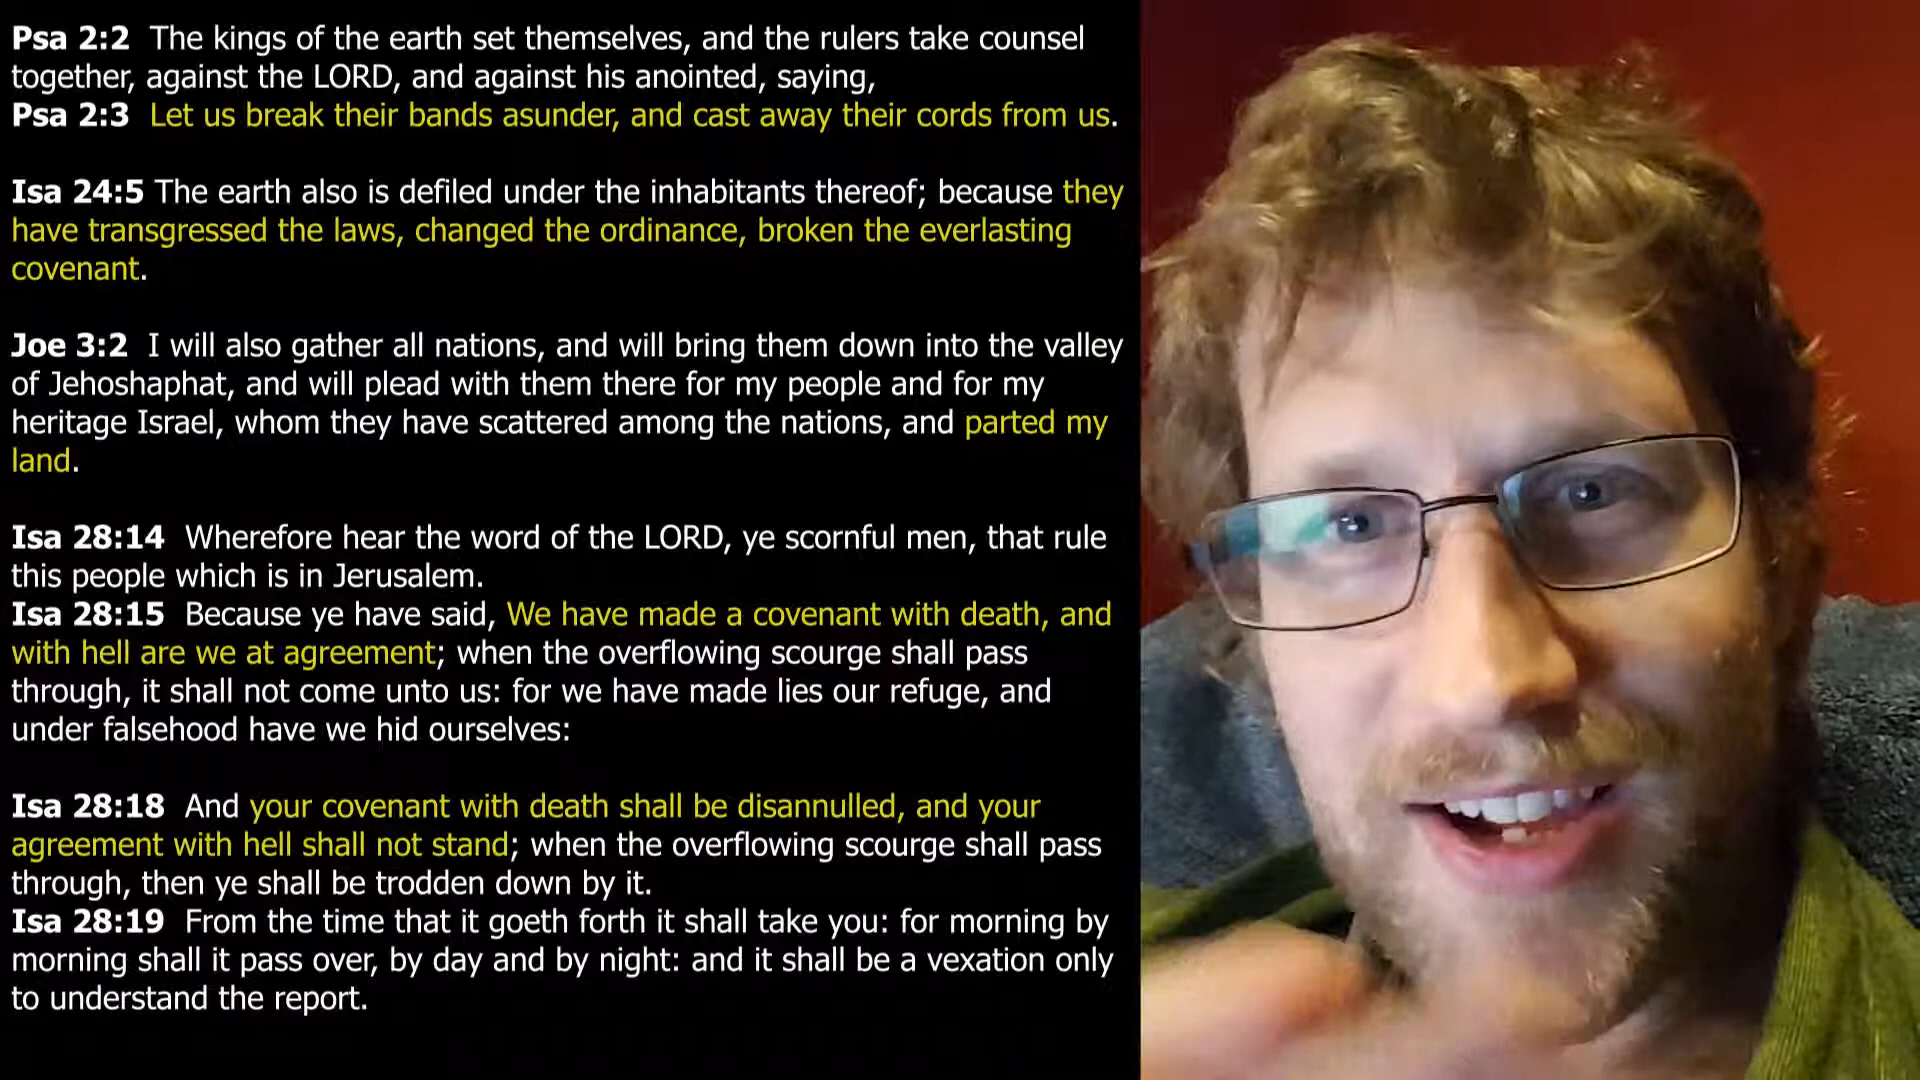 Psa 2:2 The kings of the earth set themselves, and the rulers take counsel
together, against the LORD, and against his anointed, saying,
Psa 2:3 Let us break their bands asunder, and cast away their cords from us.
Isa 24:5 The earth also is defiled under the inhabitants thereof; because they
have transgressed the laws, changed the ordinance, broken the everlasting
covenant.
Joe 3:2 I will also gather all nations, and will bring them down into the valley
of Jehoshaphat, and will plead with them there for my people and for my
heritage Israel, whom they have scattered among the nations, and parted my
land.
Isa 28:14 Wherefore hear the word of the LORD, ye scornful men, that rule
this people which is in Jerusalem.
Isa 28:15 Because ye have said, We have made a covenant with death, and
with hell are we at agreement; when the overflowing scourge shall pass
through, it shall not come unto us: for we have made lies our refuge, and
under falsehood have we hid ourselves:
Isa 28:18 And your covenant with death shall be disannulled, and your
agreement with hell shall not stand; when the overflowing scourge shall pass
through, then ye shall be trodden down by it.
Isa 28:19 From the time that it goeth forth it shall take you: for morning by
morning shall it pass over, by day and by night: and it shall be a vexation only
to understand the report.